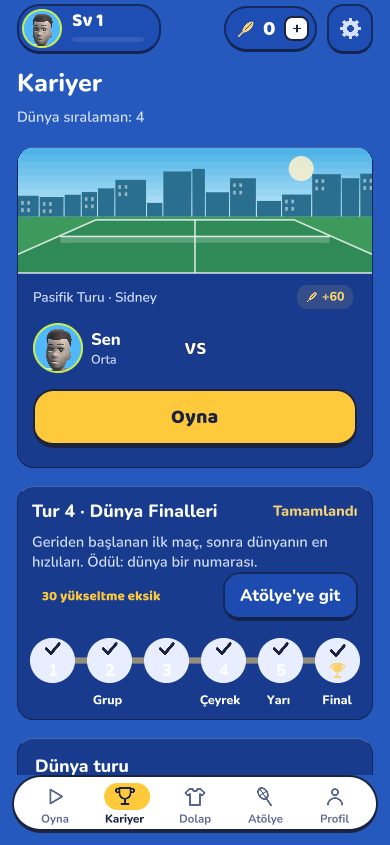 Sv 1
0
+
Kariyer
Dünya sıralaman: 4
Pasifik Turu · Sidney
+60
Sen
Orta
VS
Oyna
Tur 4 · Dünya Finalleri
Tamamlandı
Geriden başlanan ilk maç, sonra dünyanın en
hızlıları. Ödül: dünya bir numarası.
30 yükseltme eksik
Atölye'ye git
1 2 3 4 5
Grup Çeyrek Yarı Final
Dünya turu
Oyna Kariyer Dolap Atölye Profil